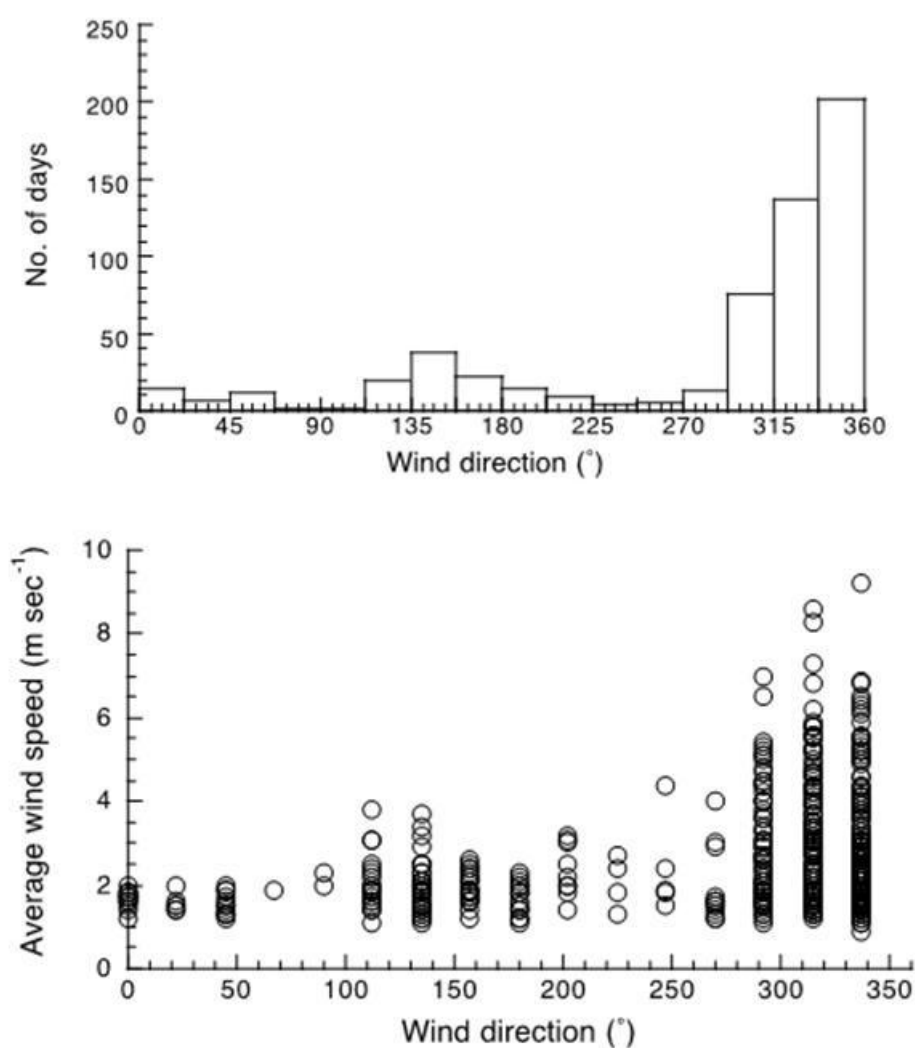 250
200
150
100
50
0
No. of days
0 45 90 135 180 225 270 315 360
Wind direction (°)
10
8
6
4
2
0
Average wind speed (m sec⁻¹)
0 50 100 150 200 250 300 350
Wind direction (°)